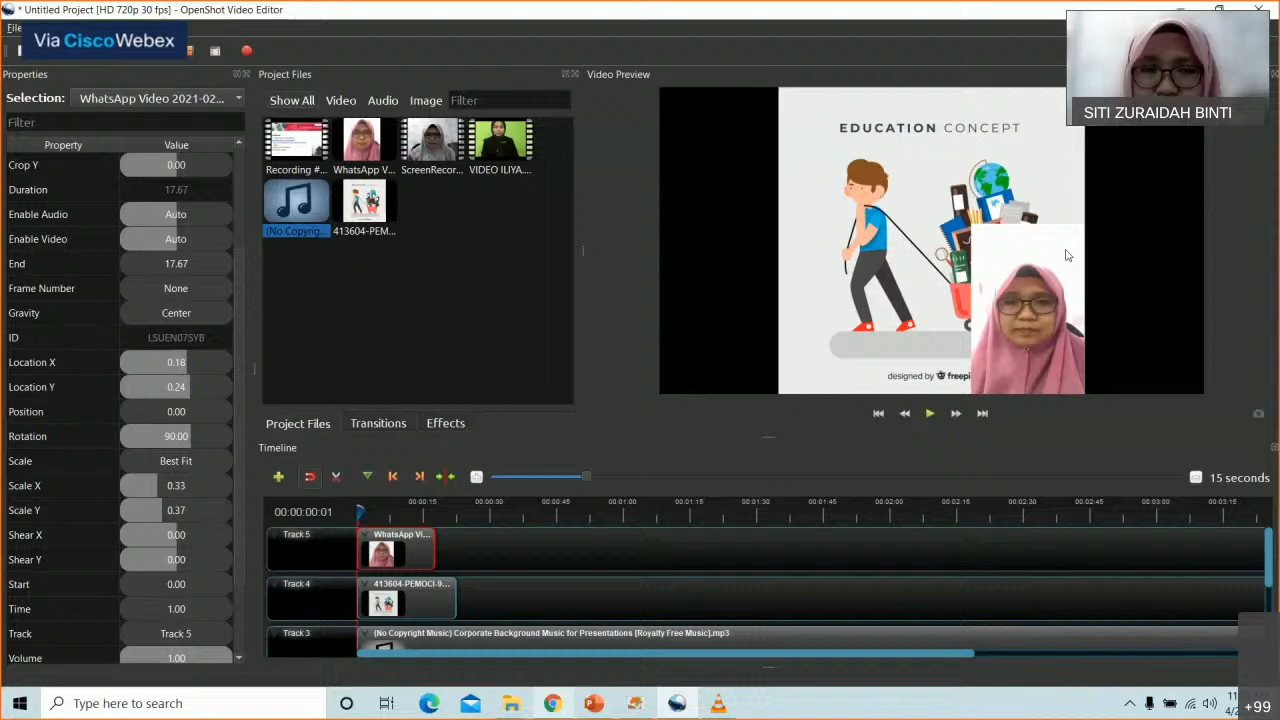 * Untitled Project [HD 720p 30 fps] - OpenShot Video Editor
File
Via CiscoWebex
SITI ZURAIDAH BINTI
Properties
Project Files
Video Preview
Selection:
WhatsApp Video 2021-02...
Show All
Video
Audio
Image
Filter
Filter
Property
Value
Crop Y
0.00
Duration
17.67
Enable Audio
Auto
Enable Video
Auto
End
17.67
Frame Number
None
Gravity
Center
ID
LSUEN07SYB
Location X
0.18
Location Y
0.24
Position
0.00
Rotation
90.00
Scale
Best Fit
Scale X
0.33
Scale Y
0.37
Shear X
0.00
Shear Y
0.00
Start
0.00
Time
1.00
Track
Track 5
Volume
1.00
Recording #...
WhatsApp V...
ScreenRecor...
VIDEO ILIYA....
(No Copyrig...
413604-PEM...
EDUCATION CONCEPT
designed by freepi
Project Files
Transitions
Effects
Timeline
15 seconds
00:00:00:01
00:00:15
00:00:30
00:00:45
00:01:00
00:01:15
00:01:30
00:01:45
00:02:00
00:02:15
00:02:30
00:02:45
00:03:00
00:03:15
Track 5
WhatsApp Vi...
Track 4
413604-PEMOCI-9...
Track 3
(No Copyright Music) Corporate Background Music for Presentations [Royalty Free Music].mp3
Type here to search
+99